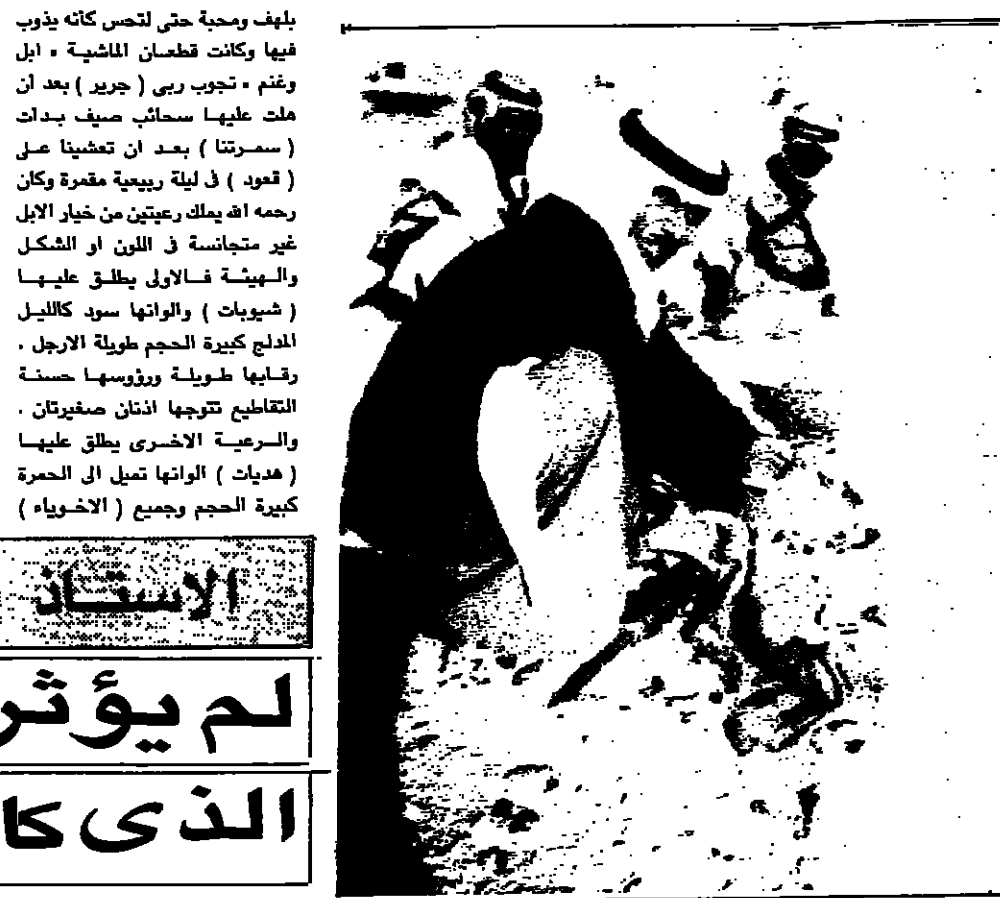 بلهف ومحبة حتى لتحس كأنه يذوب
فيها وكانت قطعان الماشية ، ابل
وغنم ، تجوب ربى ( جرير ) بعد أن
هلت عليها سحائب صيف بدأت
( سمرتنا ) بعد ان تعشينا على
( قعود ) في ليلة ربيعية مقمرة وكان
رحمه الله يملك رعيتين من خيار الابل
غير متجانسة في اللون او الشكل
والهيئة فالاولى يطلق عليها
( شيوبات ) والوانها سود كالليل
المدلج كبيرة الحجم طويلة الارجل .
رقابها طويلة ورؤوسها حسنة
التقاطيع تتوجها اذنان صغيرتان .
والرعية الاخرى يطلق عليها
( هديات ) الوانها تميل الى الحمرة
كبيرة الحجم وجميع ( الاخوياء )
الاستاذ
لم يؤثر
الذى كا